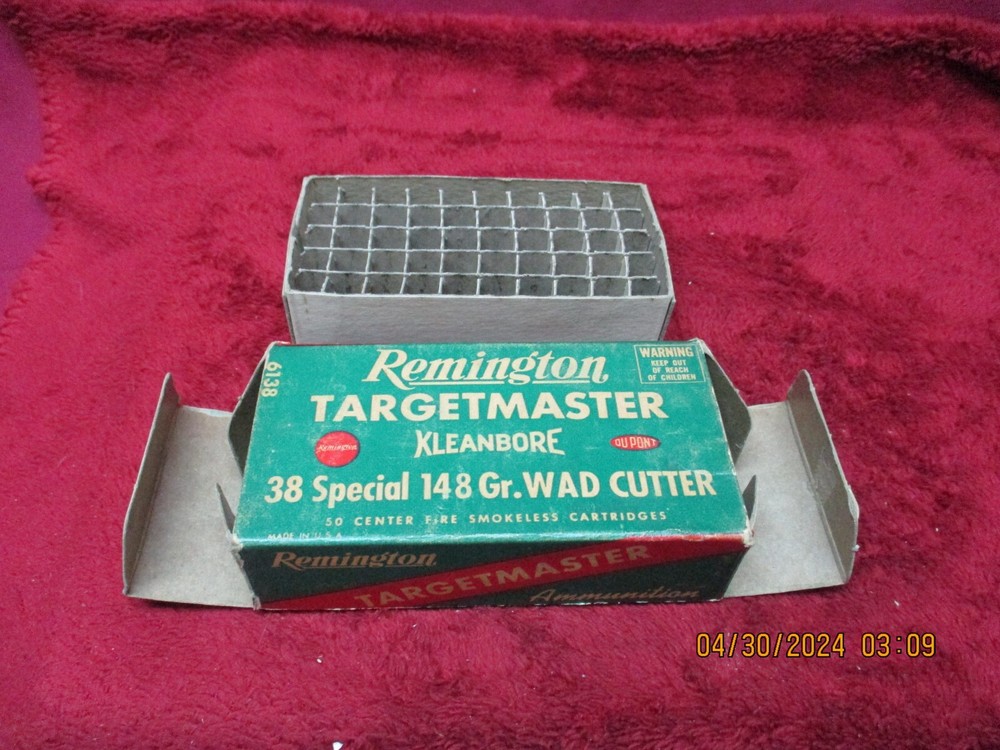 6138
Remington
WARNING
KEEP OUT
OF REACH
OF CHILDREN
TARGETMASTER
Remington
KLEANBORE
DU PONT
38 Special 148 Gr. WAD CUTTER
50 CENTER FIRE SMOKELESS CARTRIDGES
MADE IN U.S.A.
Remington
TARGETMASTER
Ammunition
04/30/2024 03:09